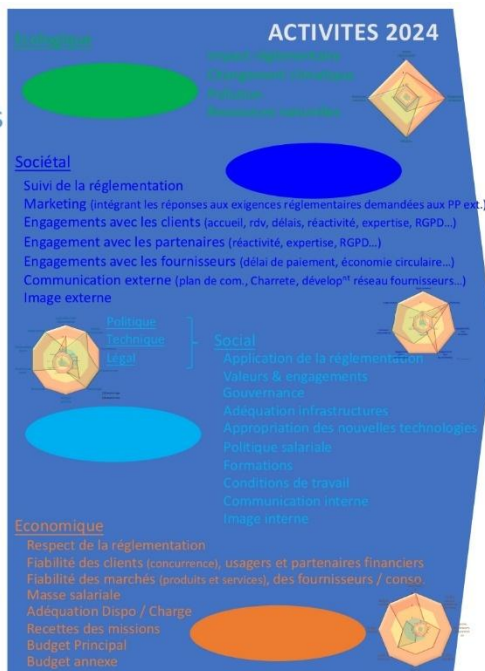 ACTIVITES 2024
Ecologique
Impact réglementaire
Changement climatique
Pollution
Ressources naturelles
Sociétal
Suivi de la réglementation
Marketing (intégrant les réponses aux exigences réglementaires demandées aux PP ext.)
Engagements avec les clients (accueil, rdv, délais, réactivité, expertise, RGPD...)
Engagement avec les partenaires (réactivité, expertise, RGPD...)
Engagements avec les fournisseurs (délai de paiement, économie circulaire...)
Communication externe (plan de com., Charrete, dévelopⁿᵗ réseau fournisseurs...)
Image externe
Politique
Technique
Légal
Social
Application de la réglementation
Valeurs & engagements
Gouvernance
Adéquation infrastructures
Appropriation des nouvelles technologies
Politique salariale
Formations
Conditions de travail
Communication interne
Image interne
Economique
Respect de la réglementation
Fiabilité des clients (concurrence), usagers et partenaires financiers
Fiabilité des marchés (produits et services), des fournisseurs / conso.
Masse salariale
Adéquation Dispo / Charge
Recettes des missions
Budget Principal
Budget annexe